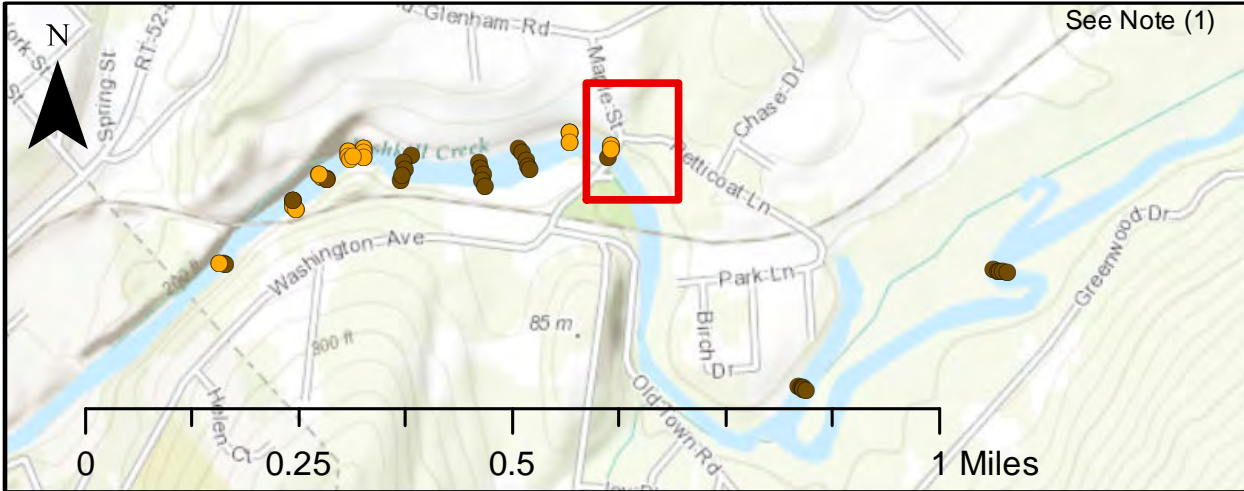 See Note (1)
N
Glenham Rd
RT-52
Spring St
St
Maple St
Chase Dr
Petticoat Ln
Creek
Washington Ave
Park Ln
Greenwood Dr
Birch Dr
200 ft
300 ft
85 m
Helen Ct
Old Town Rd
0 0.25 0.5 1 Miles